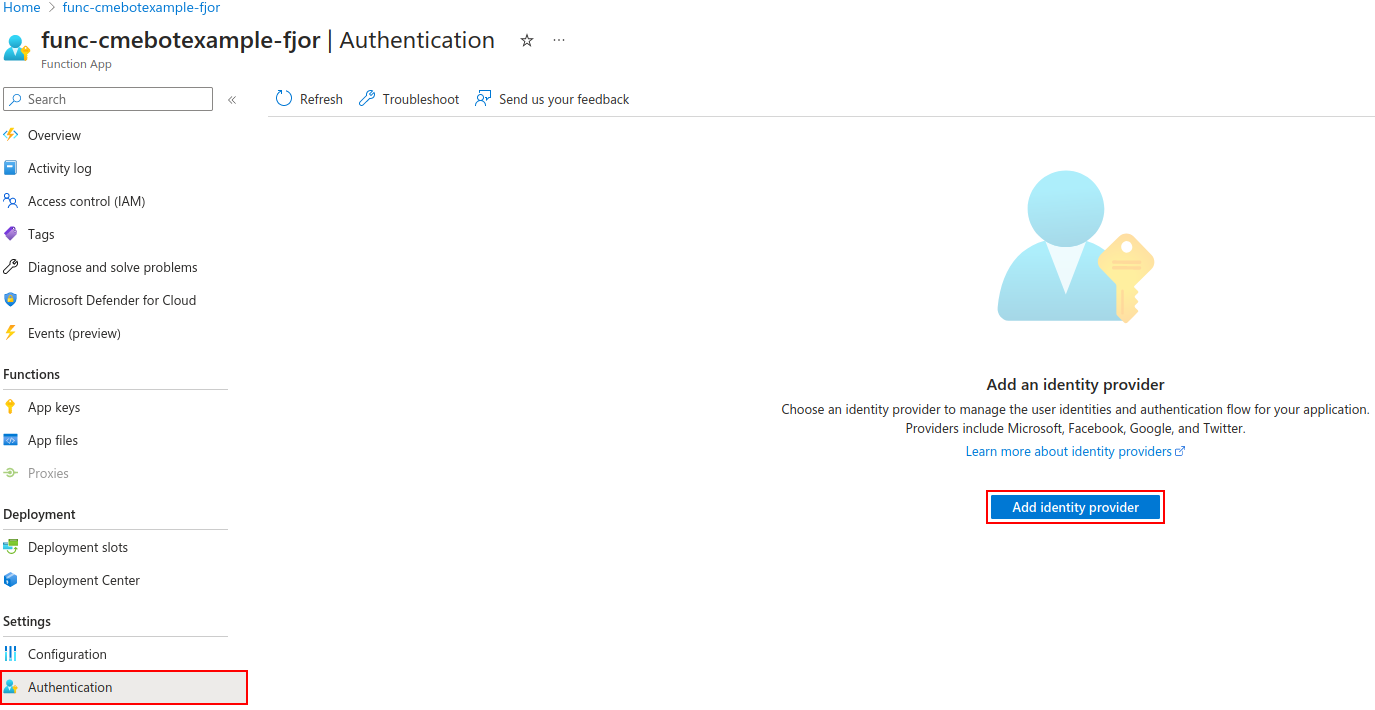 Home > func-cmebotexample-fjor
func-cmebotexample-fjor | Authentication
Function App
Search
«
Refresh Troubleshoot Send us your feedback
Overview
Activity log
Access control (IAM)
Tags
Diagnose and solve problems
Microsoft Defender for Cloud
Events (preview)
Functions
App keys
App files
Proxies
Deployment
Deployment slots
Deployment Center
Settings
Configuration
Authentication
Add an identity provider
Choose an identity provider to manage the user identities and authentication flow for your application.
Providers include Microsoft, Facebook, Google, and Twitter.
Learn more about identity providers
Add identity provider